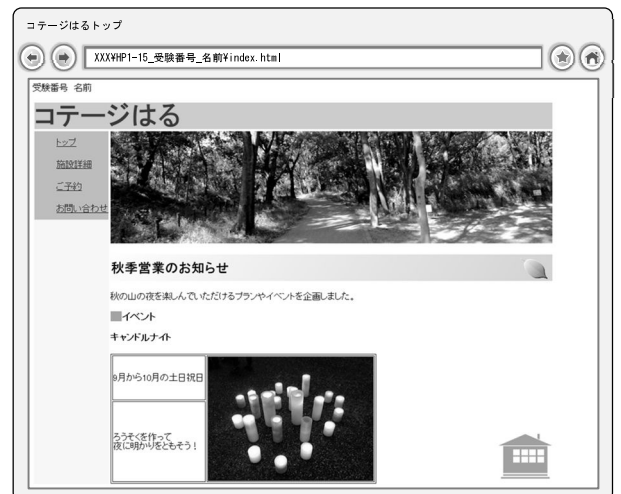 コテージはるトップ
XXX¥HP1-15_受験番号_名前¥index.html
受験番号 名前
コテージはる
トップ
施設詳細
ご予約
お問い合わせ
秋季営業のお知らせ
秋の山の夜を楽しんでいただけるプランやイベントを企画しました。
■イベント
キャンドルナイト
9月から10月の土日祝日
ろうそくを作って
夜に明かりをともそう！